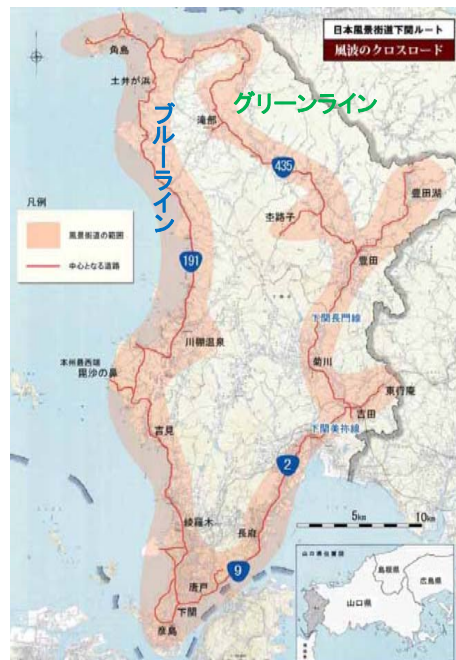 日本風景街道下関ルート
風波のクロスロード
角島
土井が浜
グリーンライン
ブルーライン
滝部
435
凡例
風景街道の範囲
中心となる道路
杢路子
豊田湖
豊田
191
下関長門線
川棚温泉
本州最西端
毘沙の鼻
菊川
東行庵
吉田
吉見
下関美祢線
2
5km
10km
綾羅木
長府
9
唐戸
下関
彦島
山口県位置図
島根県
広島県
山口県